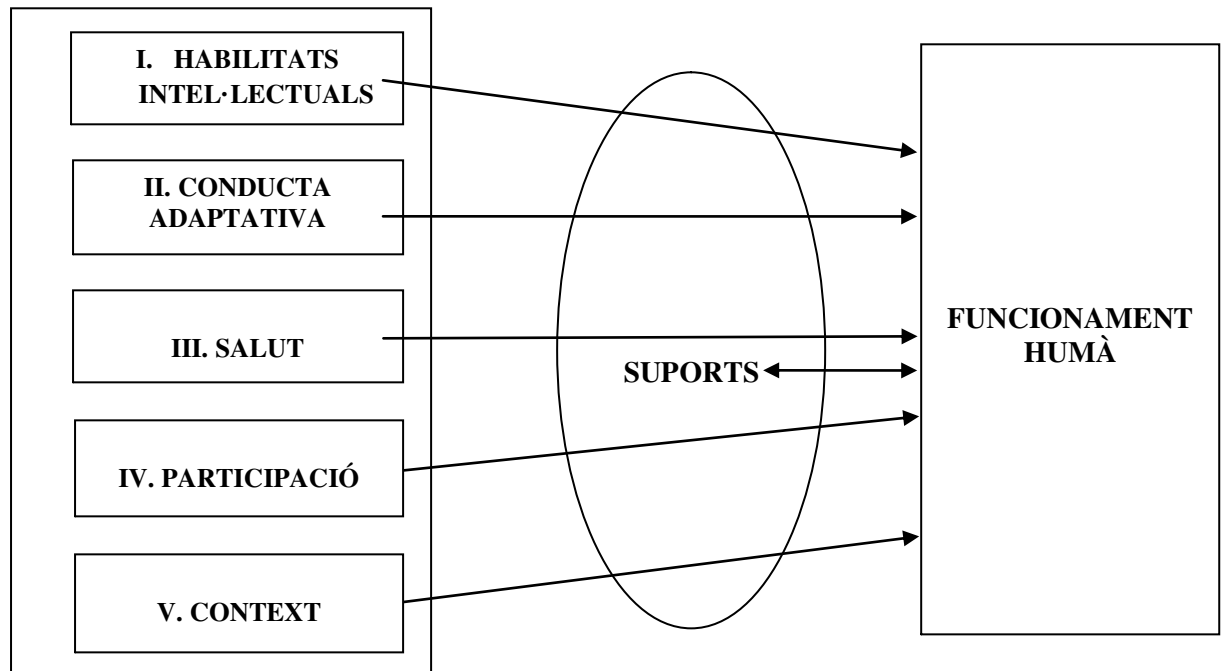 I. HABILITATS
INTEL·LECTUALS
II. CONDUCTA
ADAPTATIVA
III. SALUT
IV. PARTICIPACIÓ
V. CONTEXT
SUPORTS
FUNCIONAMENT
HUMÀ